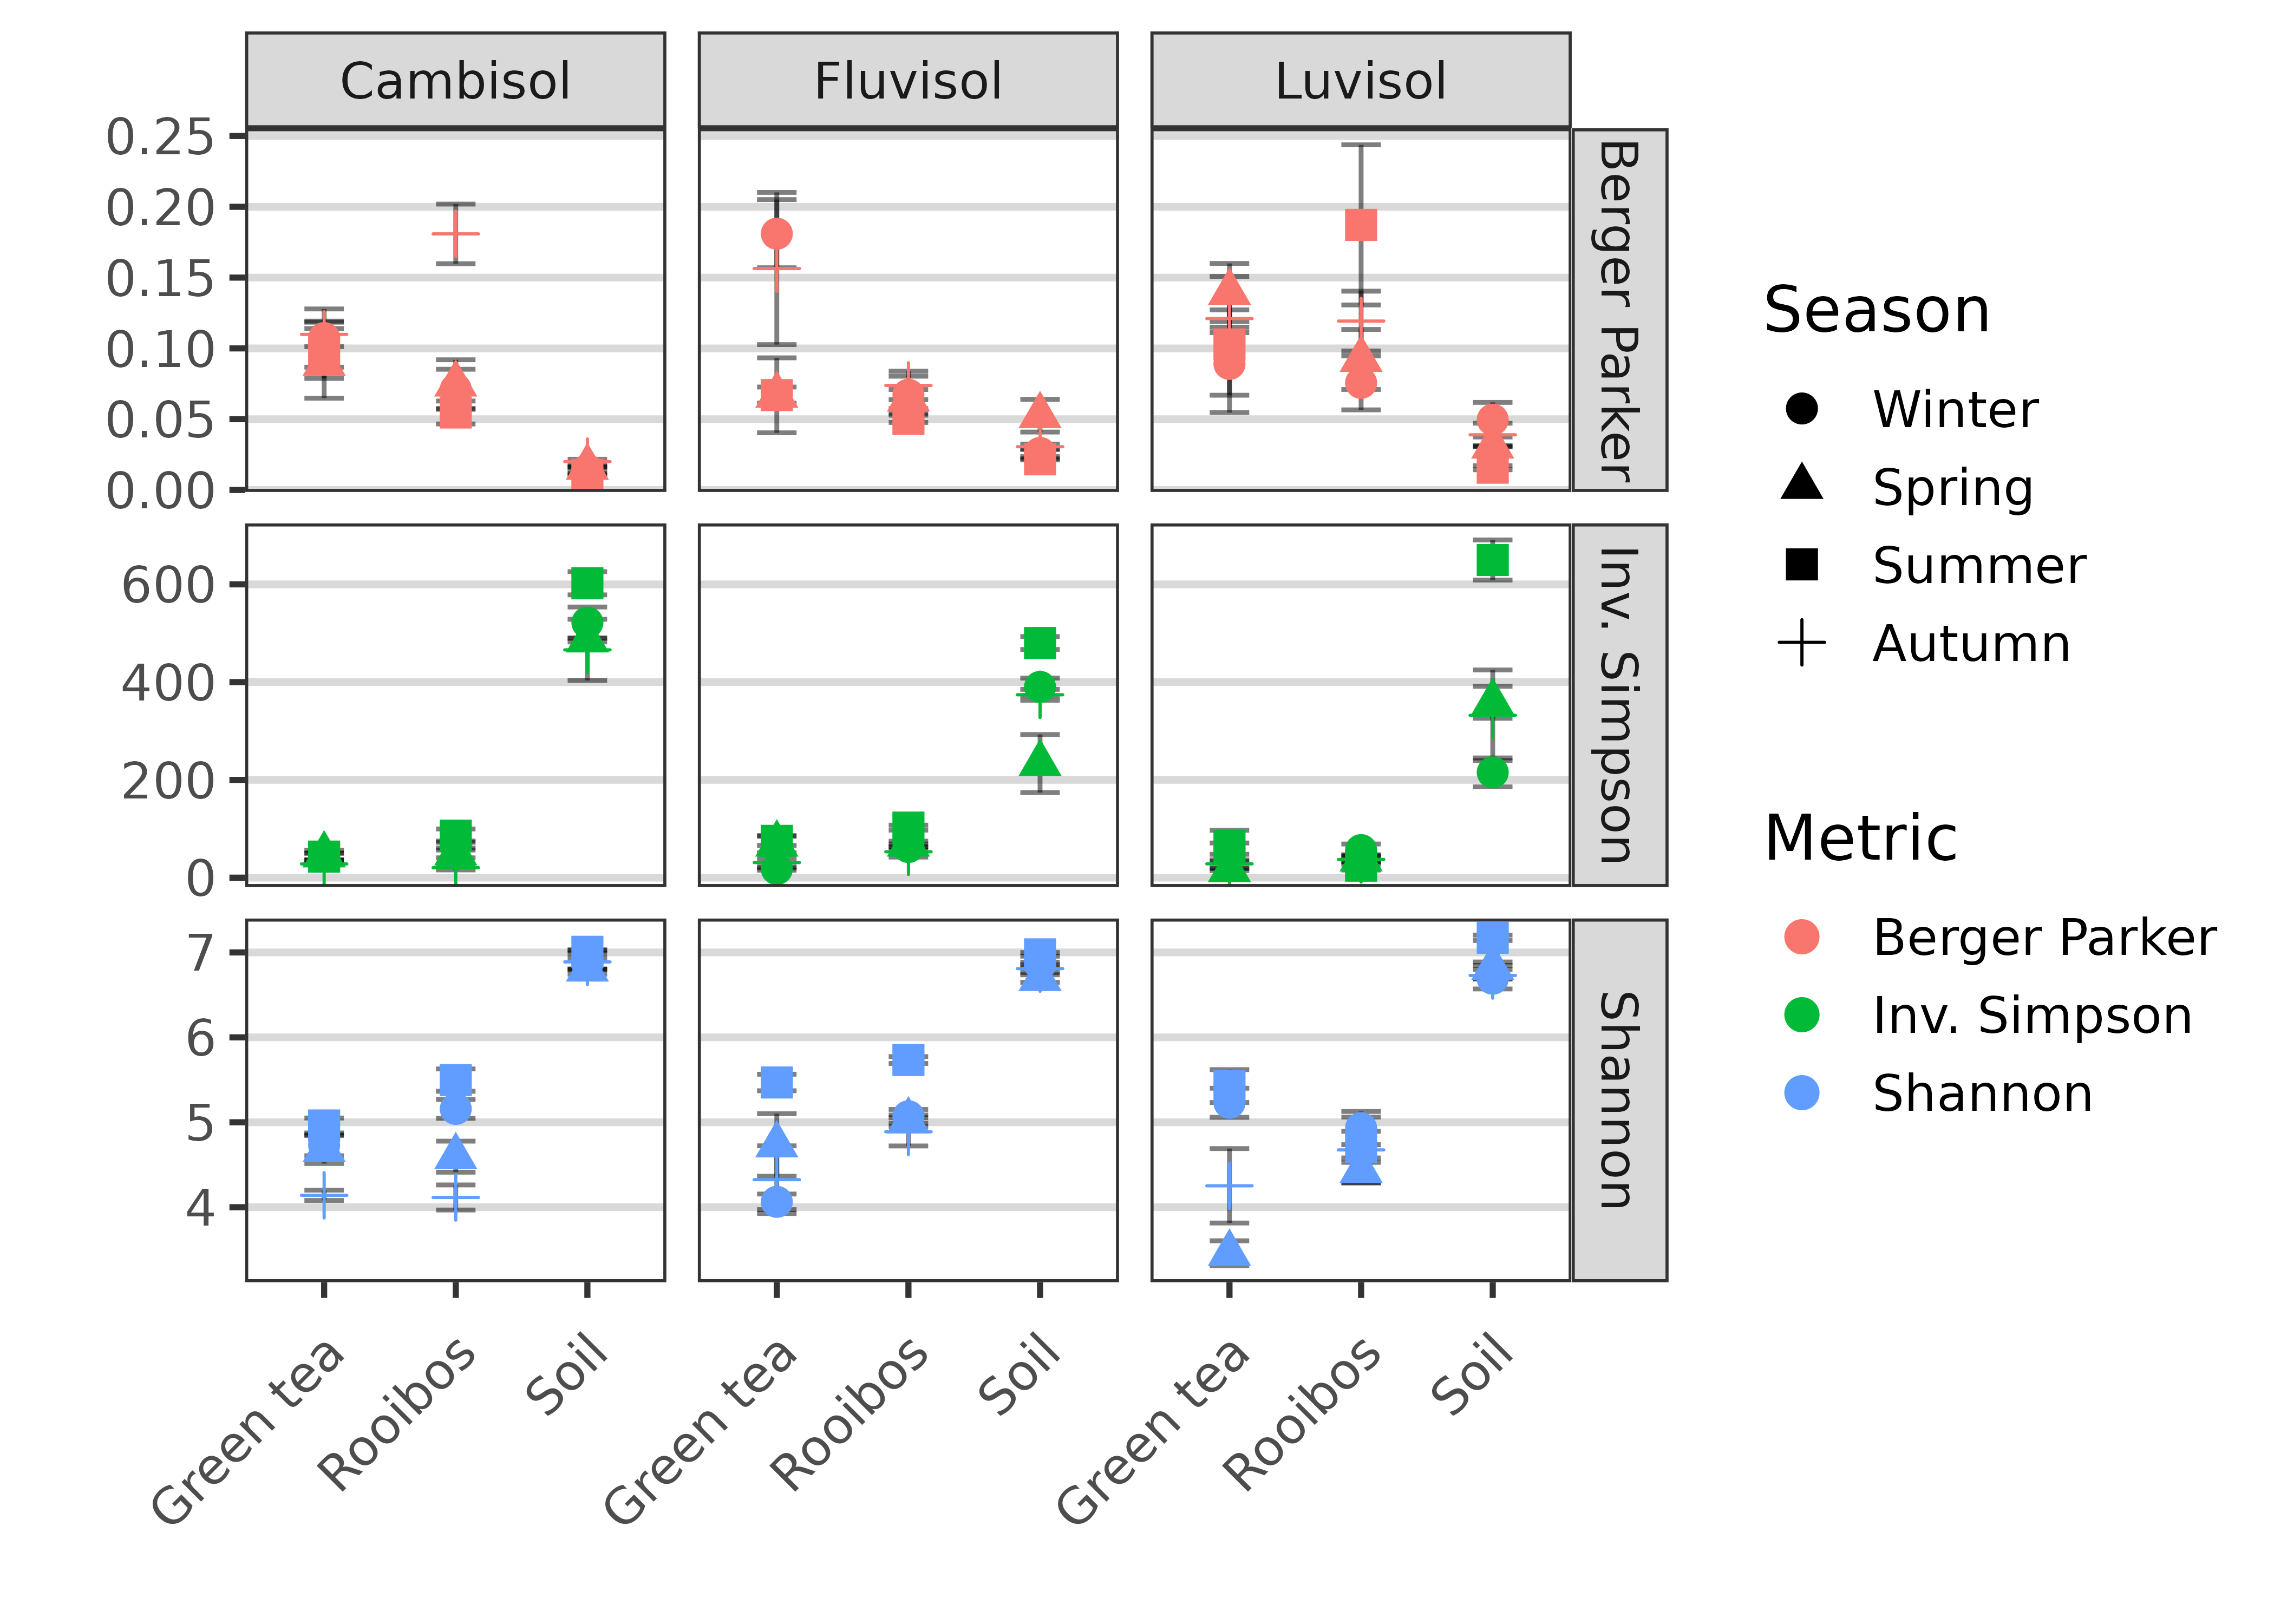 Cambisol
Fluvisol
Luvisol
0.25
0.20
0.15
0.10
0.05
0.00
Berger Parker
600
400
200
0
Inv. Simpson
7
6
5
4
Shannon
Green tea
Rooibos
Soil
Green tea
Rooibos
Soil
Green tea
Rooibos
Soil
Season
Winter
Spring
Summer
Autumn
Metric
Berger Parker
Inv. Simpson
Shannon